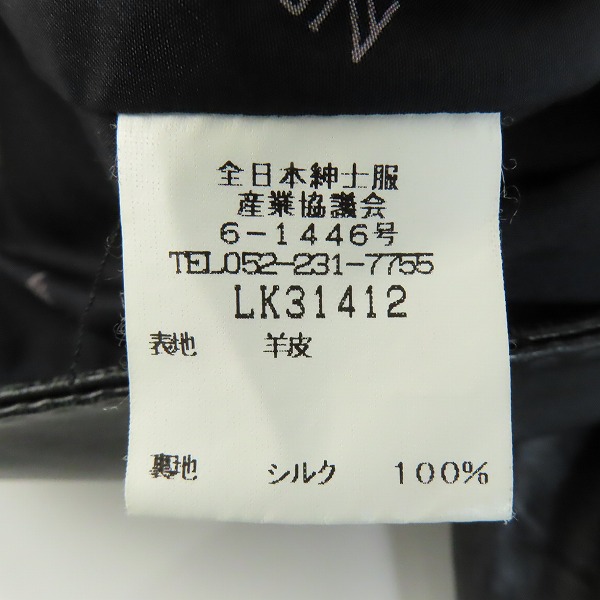 全日本紳士服
産業協議会
6-1446号
TEL052-231-7755
LK31412
表地 羊皮
裏地 シルク 100%